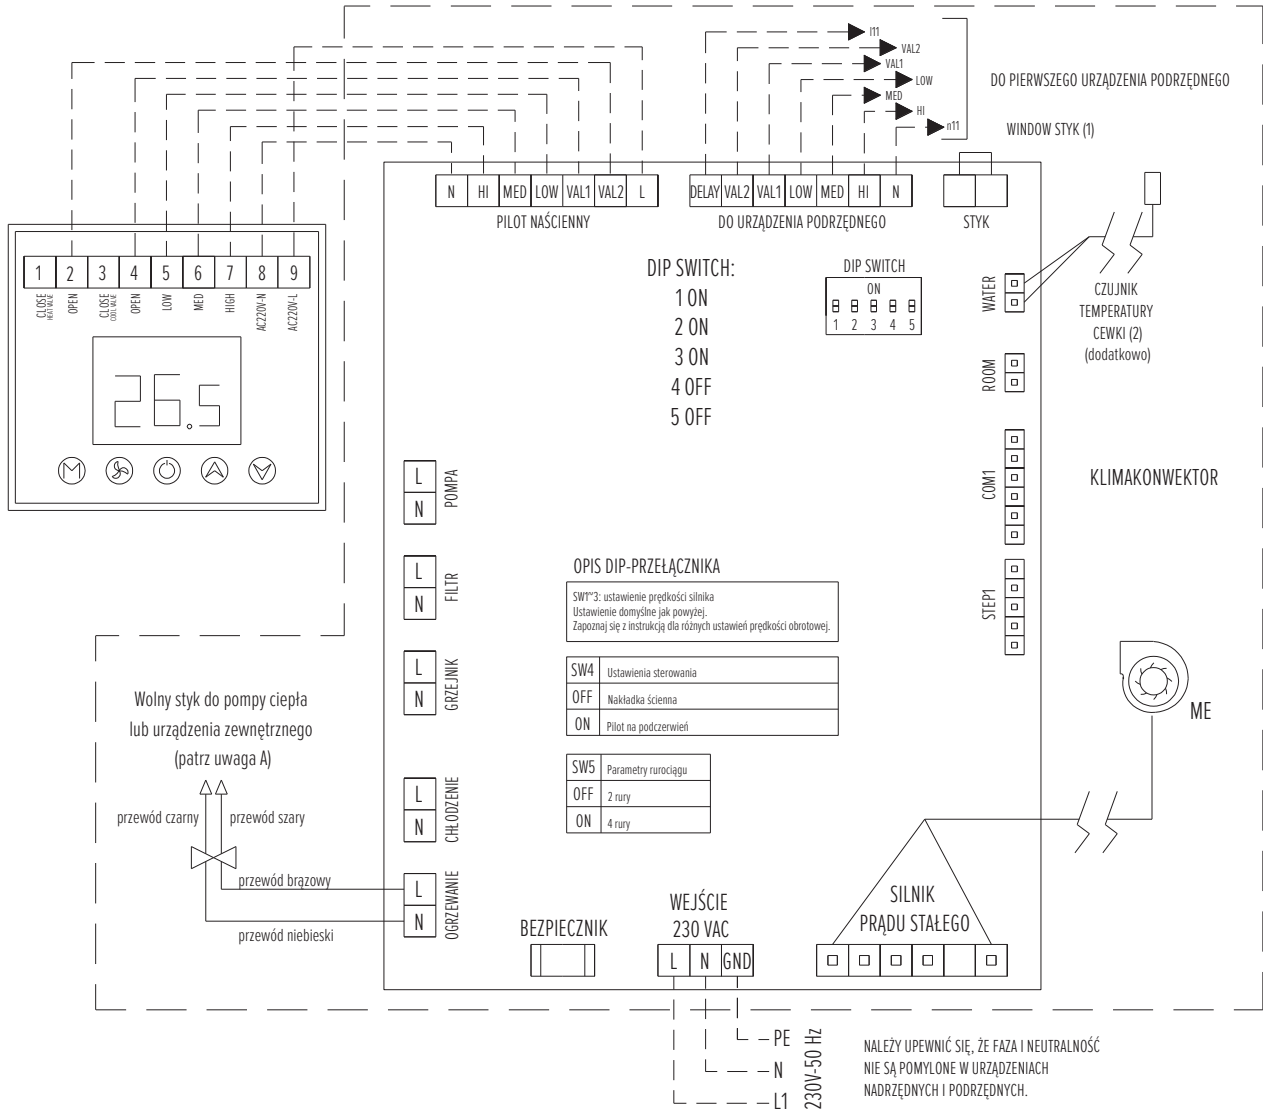 I11
VAL2
VAL1
LOW
MED
HI
n11
DO PIERWSZEGO URZĄDZENIA PODRZĘDNEGO
WINDOW STYK (1)
N HI MED LOW VAL1 VAL2 L
PILOT NAŚCIENNY
DELAY VAL2 VAL1 LOW MED HI N
DO URZĄDZENIA PODRZĘDNEGO
STYK
1 2 3 4 5 6 7 8 9
CLOSE
HEAT VALVE
OPEN
CLOSE
COOL VALVE
OPEN
LOW
MED
HIGH
AC220V-N
AC220V-L
26.5
M
DIP SWITCH:
1 ON
2 ON
3 ON
4 OFF
5 OFF
DIP SWITCH
ON
1 2 3 4 5
WATER
ROOM
COM1
STEP1
CZUJNIK
TEMPERATURY
CEWKI (2)
(dodatkowo)
KLIMAKONWEKTOR
L
N
POMPA
L
N
FILTR
L
N
GRZEJNIK
L
N
CHŁODZENIE
L
N
OGRZEWANIE
OPIS DIP-PRZEŁĄCZNIKA
SW1~3: ustawienie prędkości silnika
Ustawienie domyślne jak powyżej.
Zapoznaj się z instrukcją dla różnych ustawień prędkości obrotowej.
SW4 Ustawienia sterowania
OFF Nakładka ścienna
ON Pilot na podczerwień
SW5 Parametry rurociągu
OFF 2 rury
ON 4 rury
Wolny styk do pompy ciepła
lub urządzenia zewnętrznego
(patrz uwaga A)
przewód czarny
przewód szary
przewód brązowy
przewód niebieski
ME
BEZPIECZNIK
WEJŚCIE
230 VAC
L N GND
SILNIK
PRĄDU STAŁEGO
PE
N
L1
230V-50 Hz
NALEŻY UPEWNIĆ SIĘ, ŻE FAZA I NEUTRALNOŚĆ
NIE SĄ POMYLONE W URZĄDZENIACH
NADRZĘDNYCH I PODRZĘDNYCH.